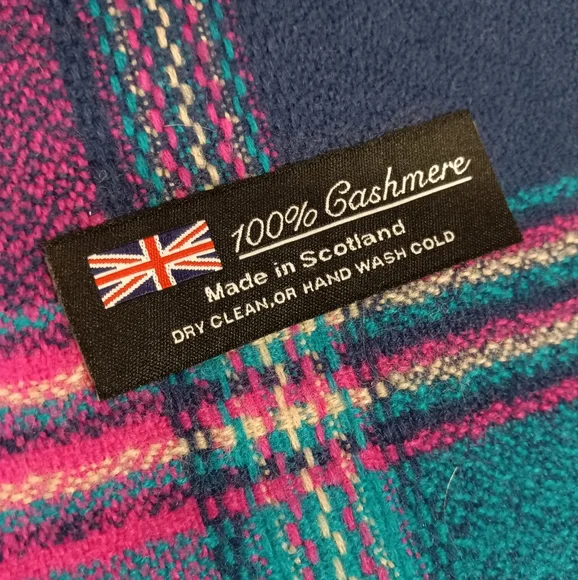 100% Cashmere
Made in Scotland
DRY CLEAN,OR HAND WASH COLD